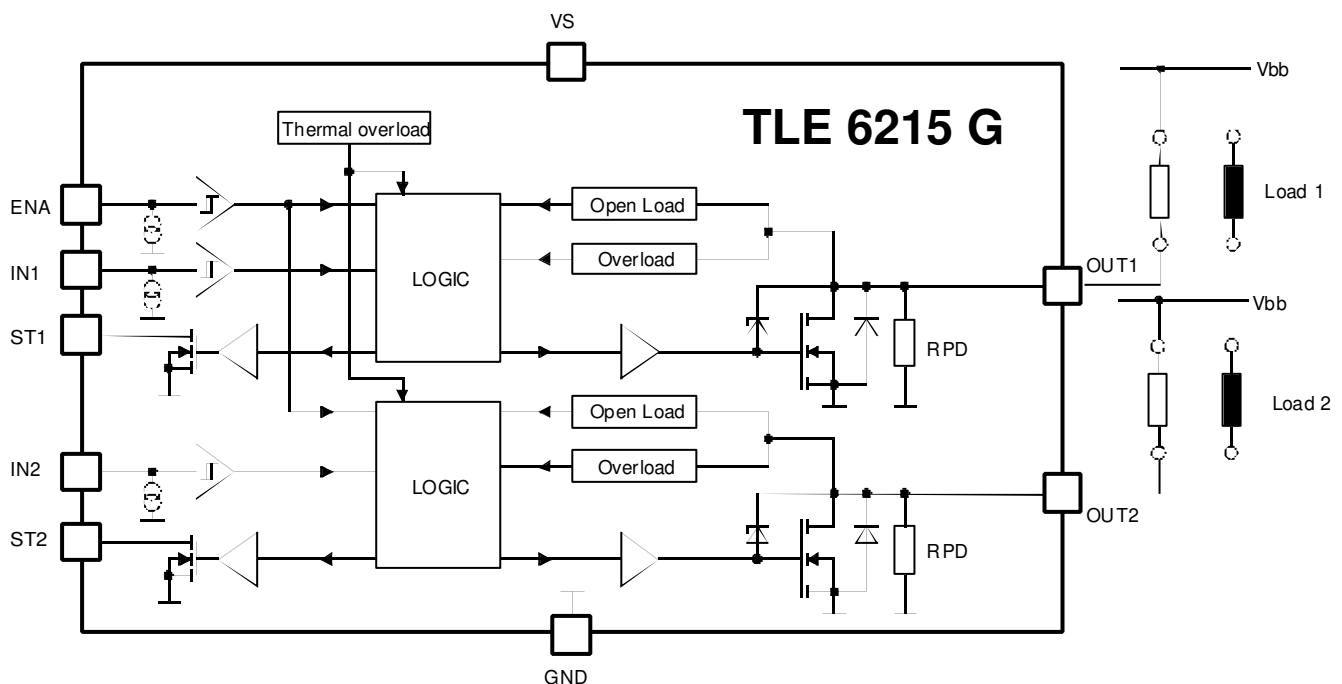 VS
Vbb
TLE 6215 G
Thermal overload
ENA
Open Load
Load 1
IN1
Overload
LOGIC
OUT1
Vbb
ST1
RPD
Open Load
Load 2
IN2
Overload
LOGIC
OUT2
ST2
RPD
GND